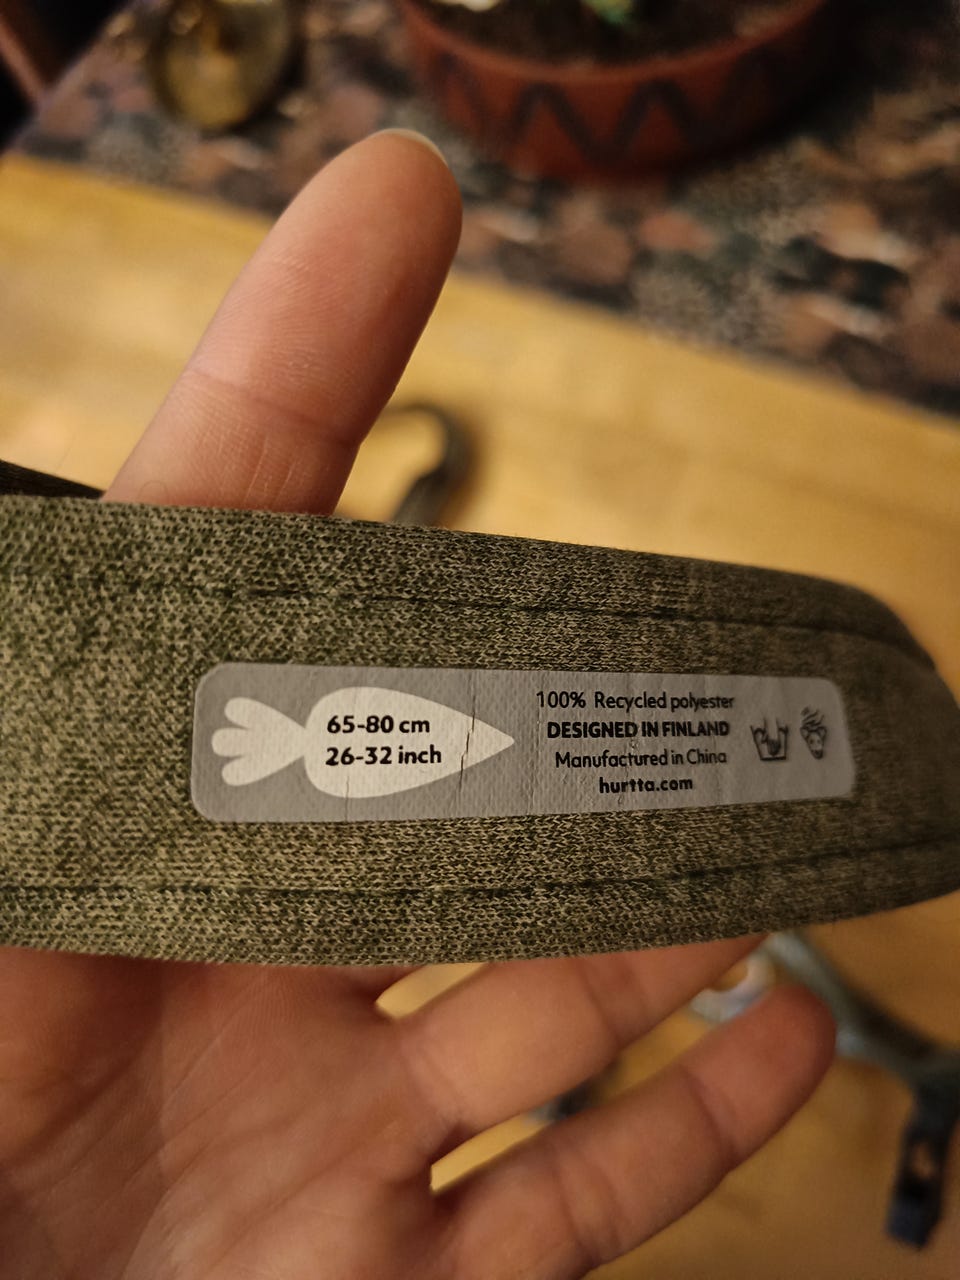 65-80 cm
26-32 inch
100% Recycled polyester
DESIGNED IN FINLAND
Manufactured in China
hurtta.com